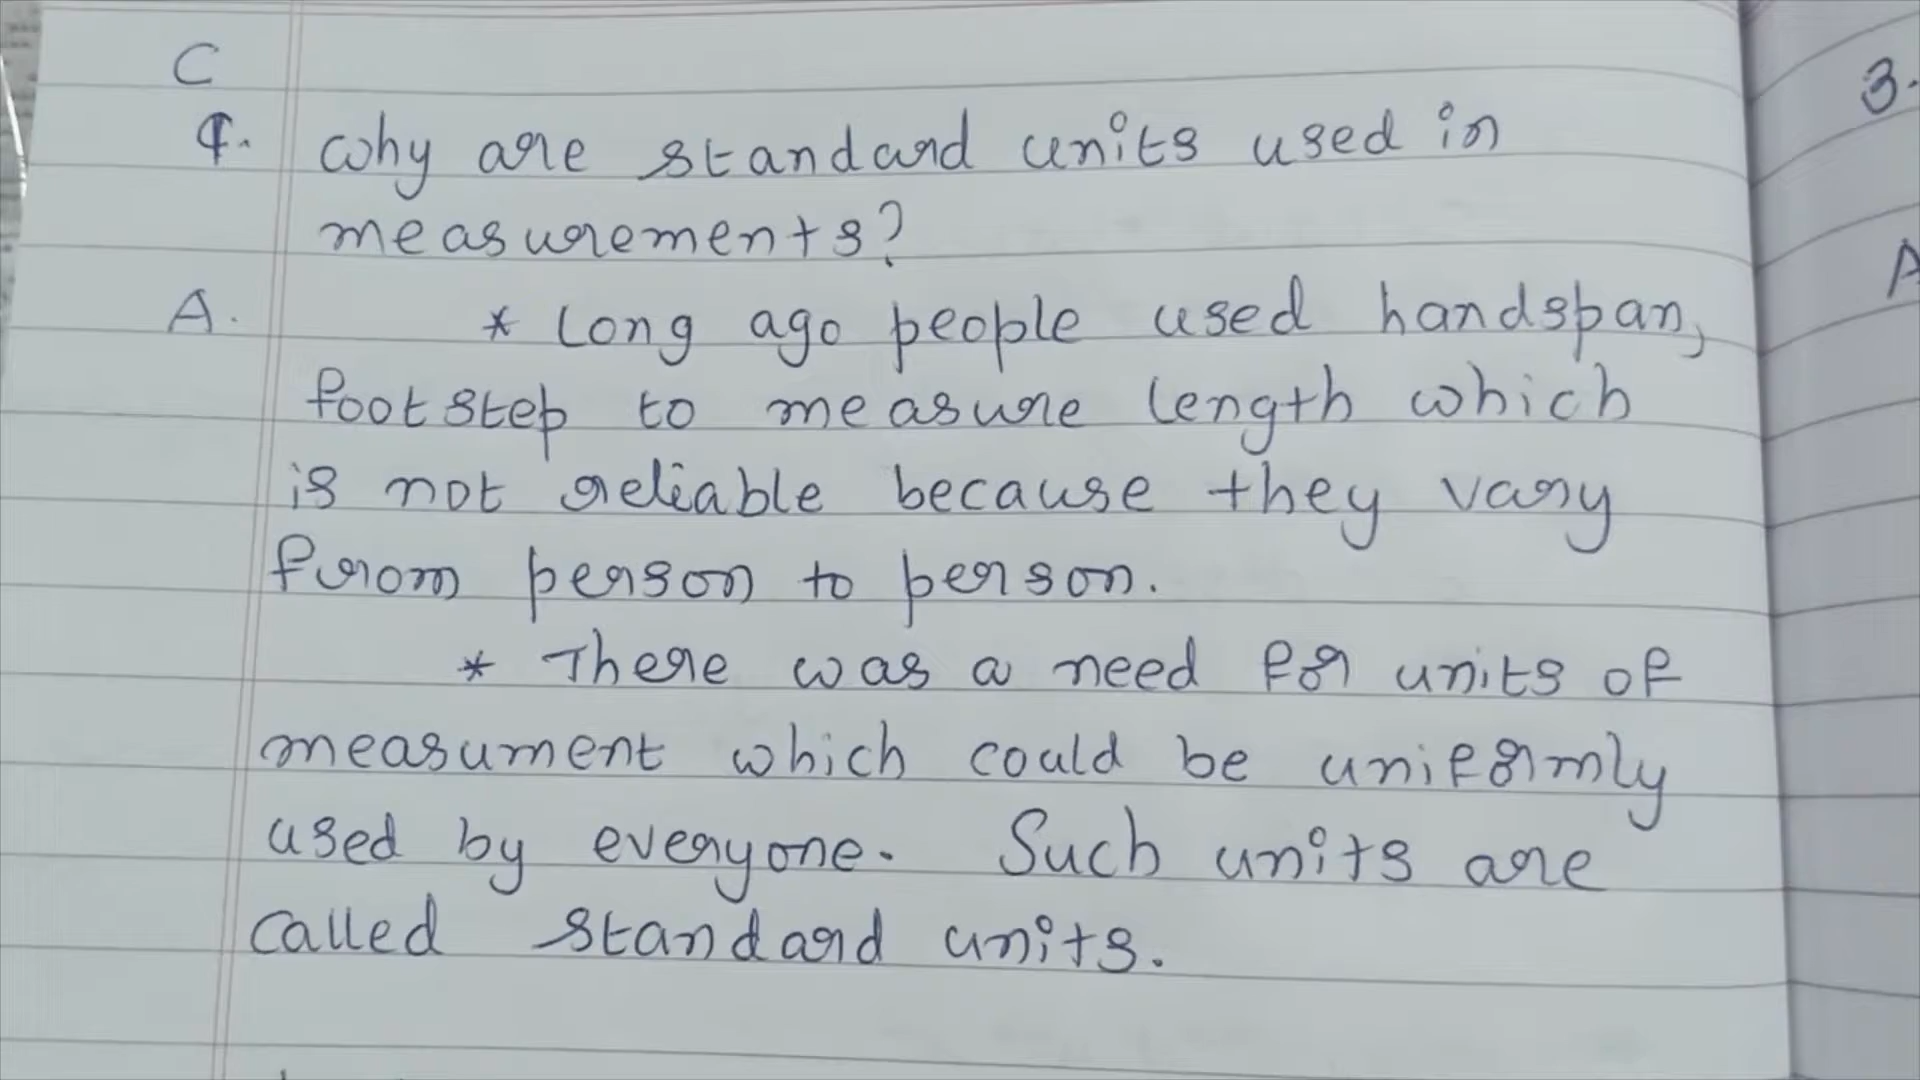 C
1. Why are standard units used in
measurements?
A. * Long ago people used handspan,
footstep to measure length which
is not reliable because they vary
from person to person.
* There was a need for units of
measument which could be uniformly
used by everyone. Such units are
called standard units.
3.
A